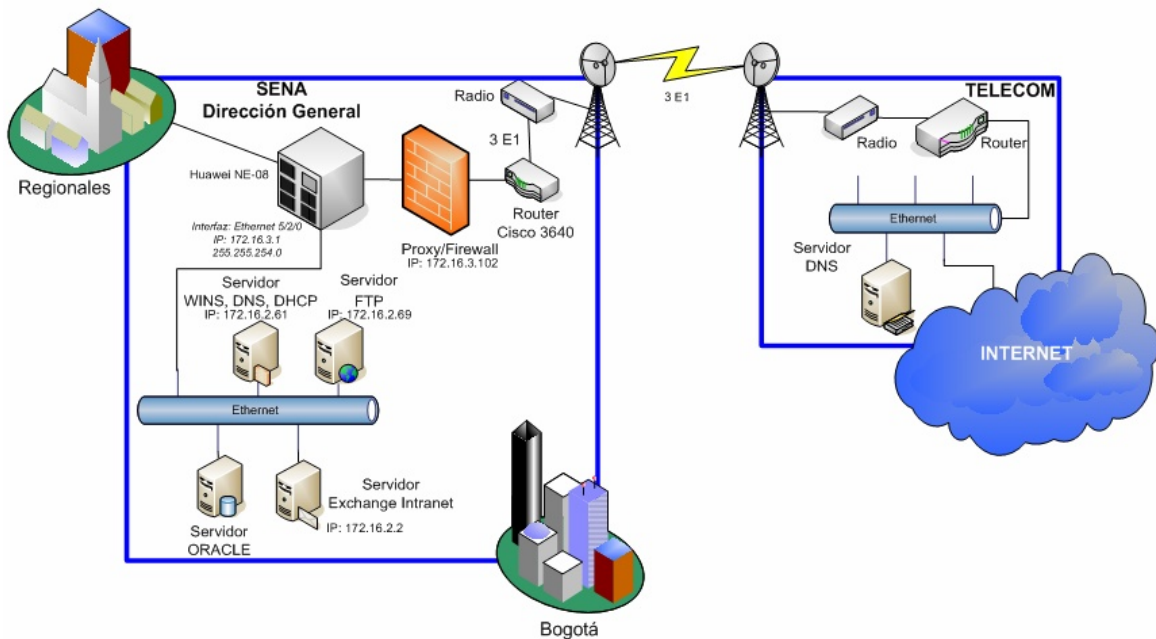 SENA
Dirección General
Regionales
Huawei NE-08
Interfaz: Ethernet 5/2/0
IP: 172.16.3.1
255.255.254.0
Radio
3 E1
Router
Cisco 3640
Proxy/Firewall
IP: 172.16.3.102
Servidor
WINS, DNS, DHCP
IP: 172.16.2.61
Servidor
FTP
IP: 172.16.2.69
Ethernet
Servidor
ORACLE
Servidor
Exchange Intranet
IP: 172.16.2.2
Bogotá
3 E1
TELECOM
Radio
Router
Ethernet
Servidor
DNS
INTERNET